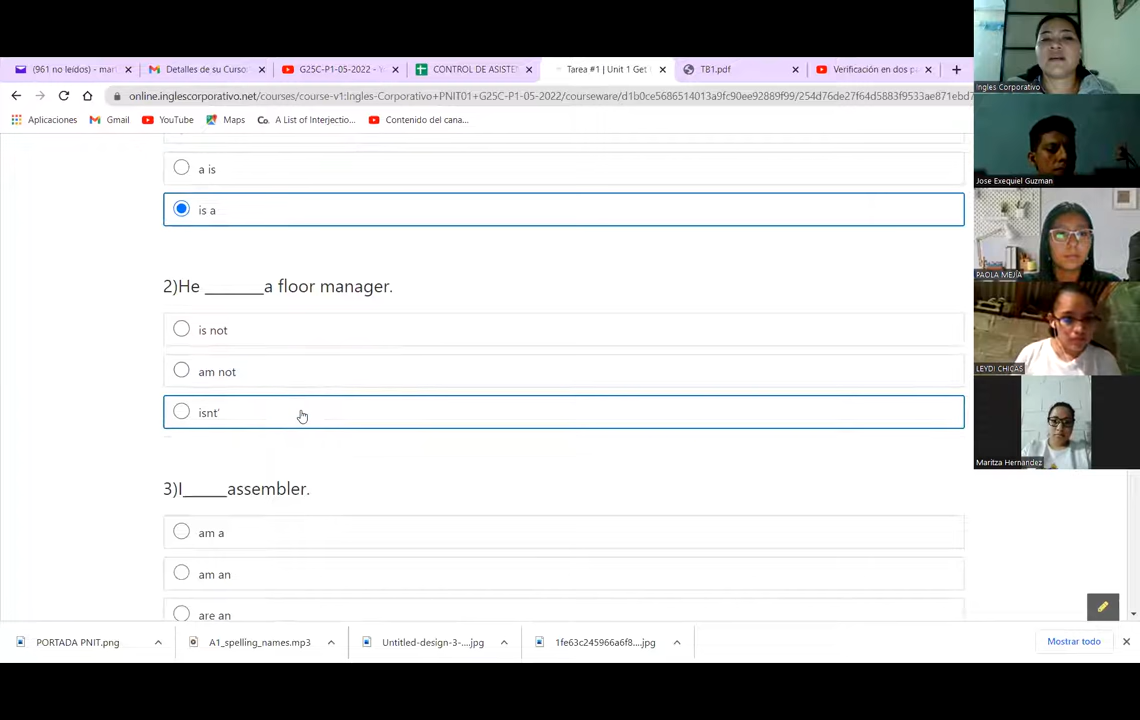 Ingles Corporativo
(961 no leídos) - mar
Detalles de su Curso
G25C-P1-05-2022 - Yo
CONTROL DE ASISTE
Tarea #1 | Unit 1 Get
TB1.pdf
Verificación en dos p
online.inglescorporativo.net/courses/course-v1:Ingles-Corporativo+PNIT01+G25C-P1-05-2022/courseware/d1b0ce5686514013a9fc90ee92889f99/254d76de27f64d5883f9533ae871ebd7
Aplicaciones
Gmail
YouTube
Maps
A List of Interjectio...
Contenido del cana...
a is
Jose Exequiel Guzman
is a
PAOLA MEJÍA
2)He ______a floor manager.
is not
am not
LEYDI CHICAS
isnt'
Maritza Hernandez
3)I_____assembler.
am a
am an
are an
PORTADA PNIT.png
A1_spelling_names.mp3
Untitled-design-3-....jpg
1fe63c245966a6f8....jpg
Mostrar todo